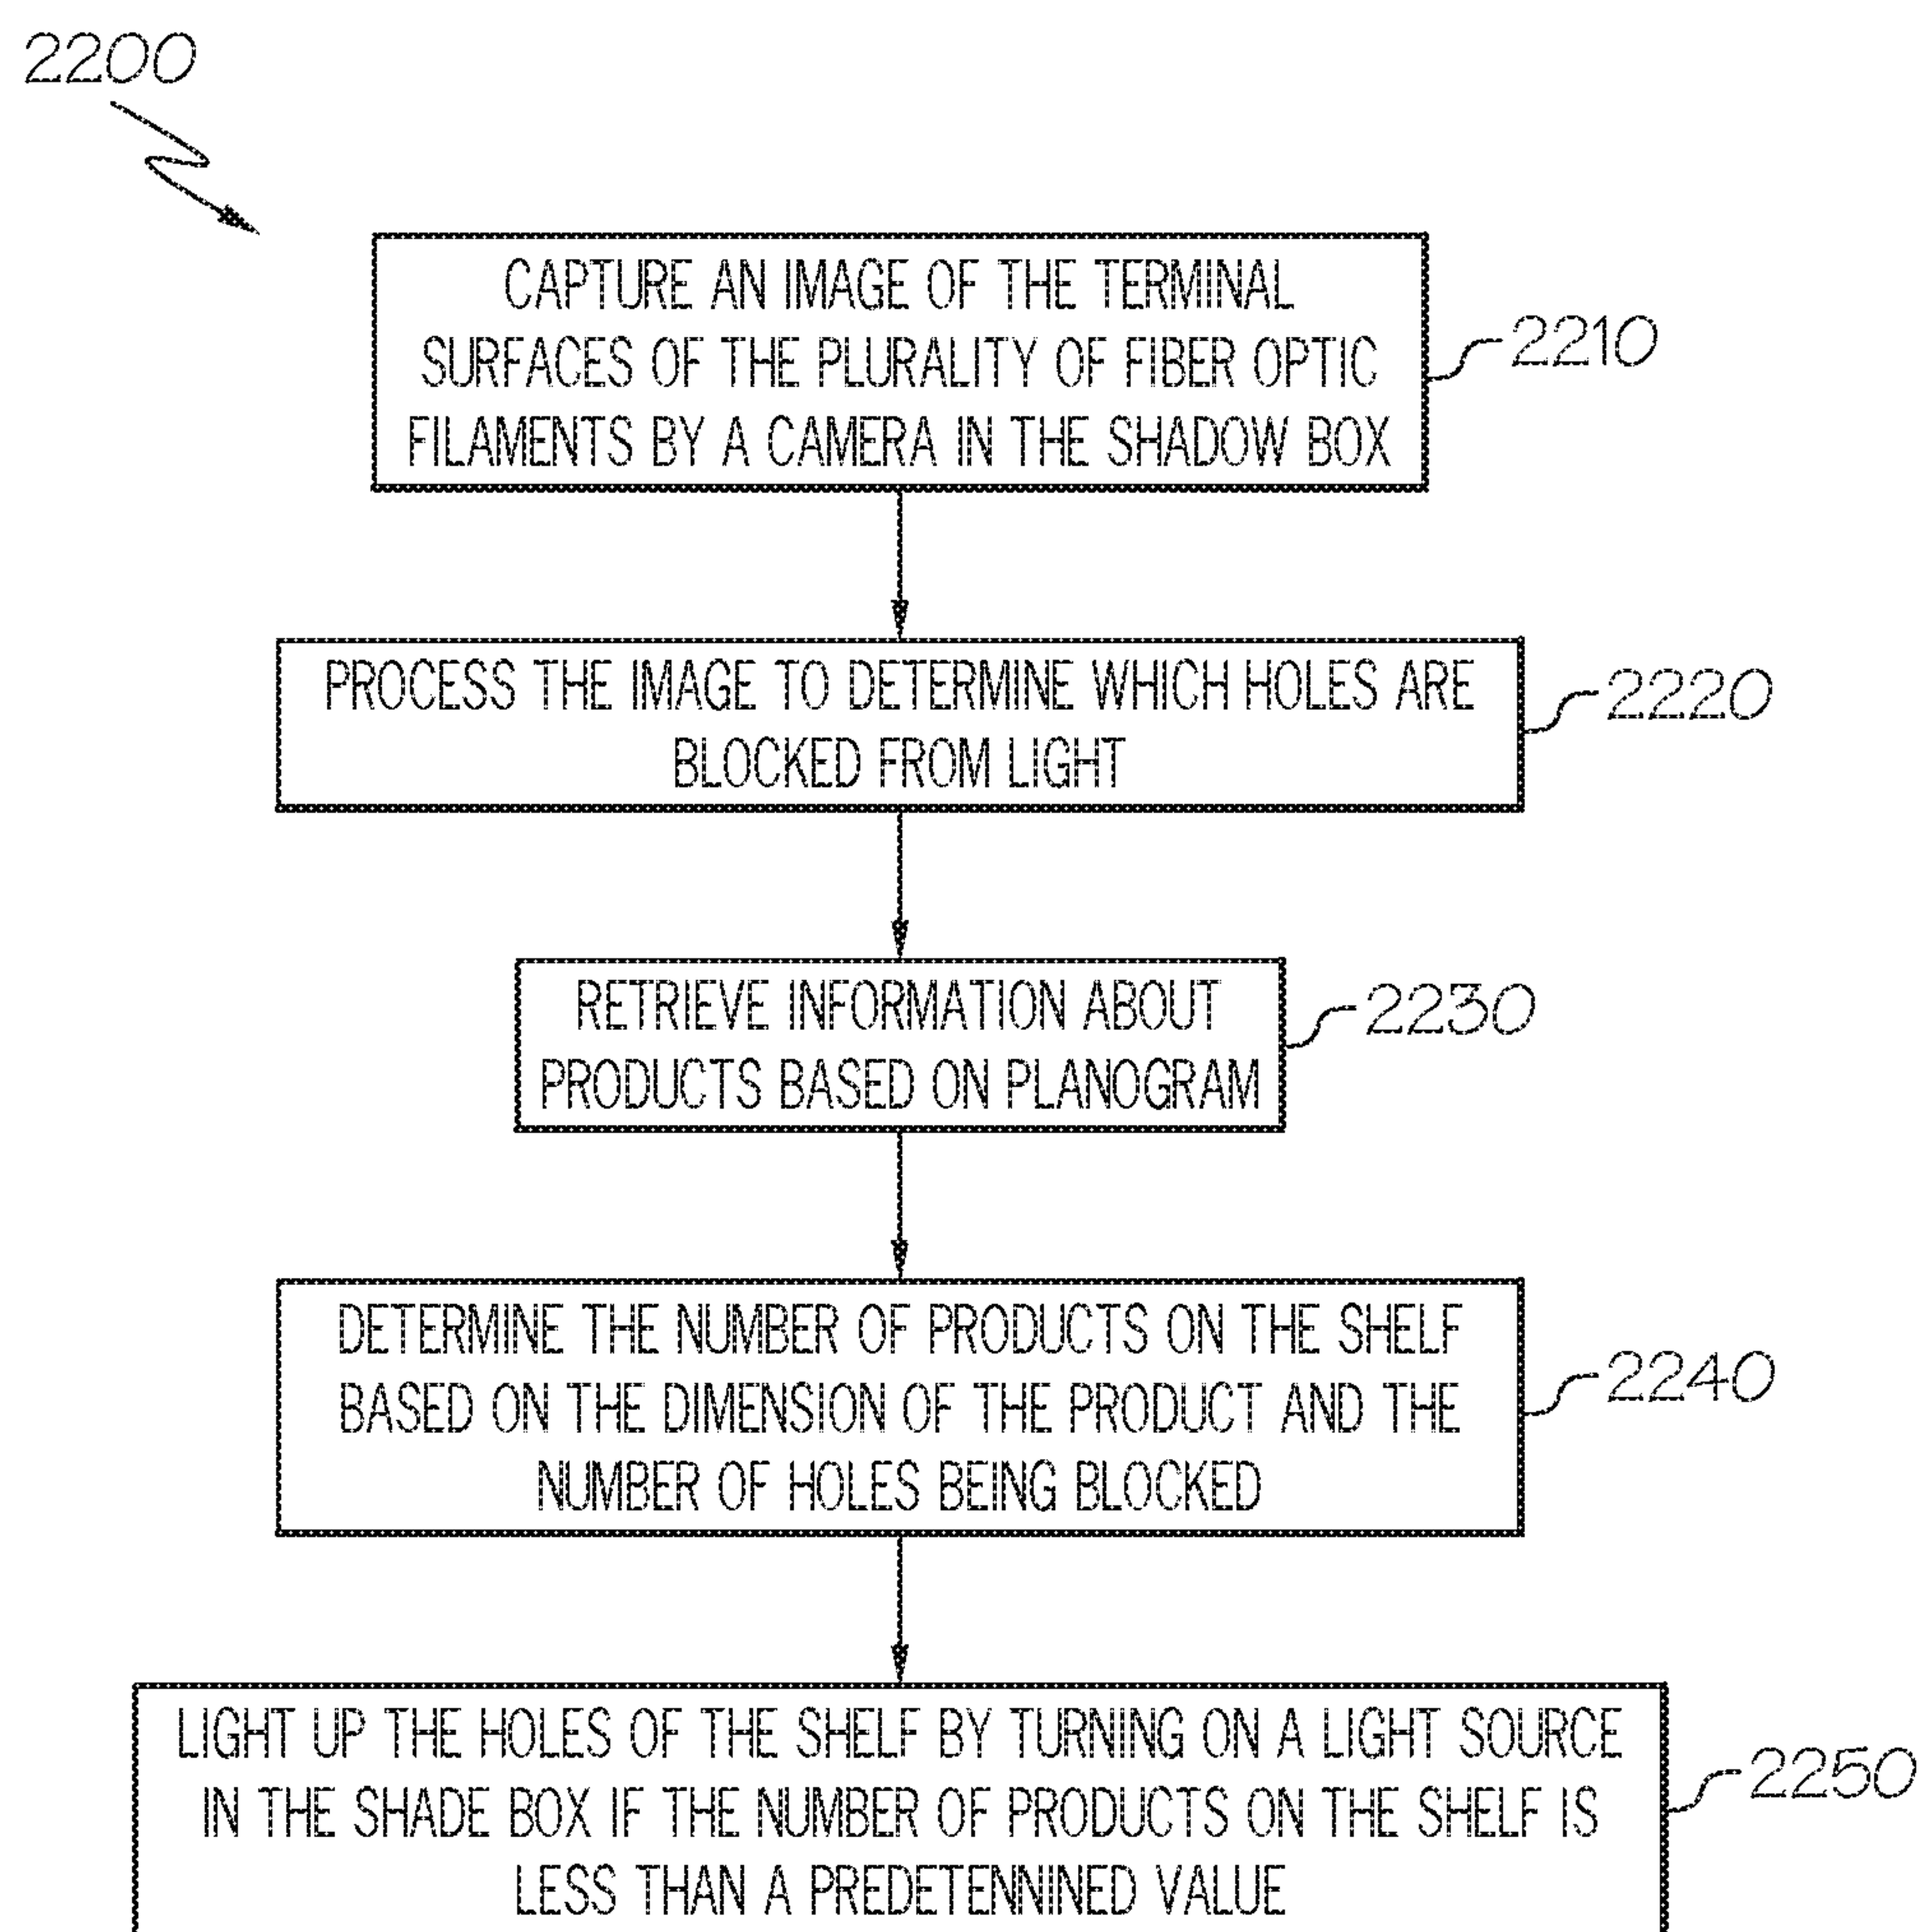 2200
CAPTURE AN IMAGE OF THE TERMINAL
SURFACES OF THE PLURALITY OF FIBER OPTIC
FILAMENTS BY A CAMERA IN THE SHADOW BOX
2210
PROCESS THE IMAGE TO DETERMINE WHICH HOLES ARE
BLOCKED FROM LIGHT
2220
RETRIEVE INFORMATION ABOUT
PRODUCTS BASED ON PLANOGRAM
2230
DETERMINE THE NUMBER OF PRODUCTS ON THE SHELF
BASED ON THE DIMENSION OF THE PRODUCT AND THE
NUMBER OF HOLES BEING BLOCKED
2240
LIGHT UP THE HOLES OF THE SHELF BY TURNING ON A LIGHT SOURCE
IN THE SHADE BOX IF THE NUMBER OF PRODUCTS ON THE SHELF IS
LESS THAN A PREDETENNINED VALUE
2250